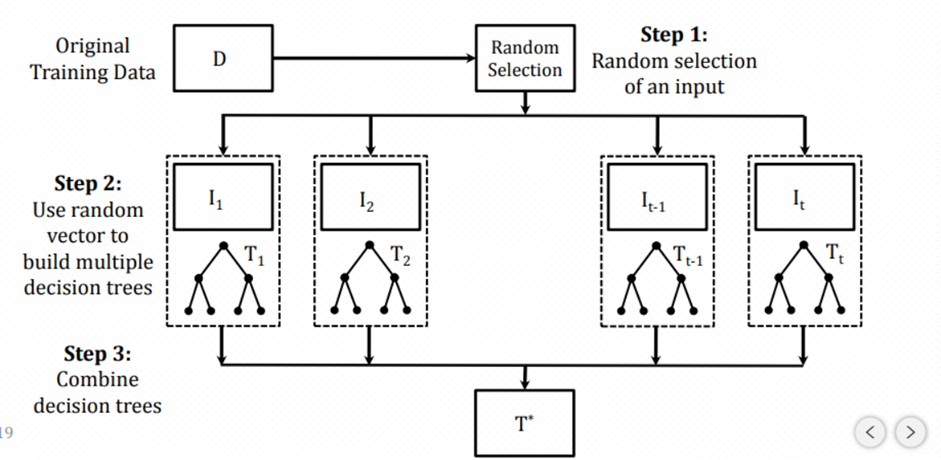 Original
Training Data
D
Random
Selection
Step 1:
Random selection
of an input
Step 2:
Use random
vector to
build multiple
decision trees
I₁
T₁
I₂
T₂
Iₜ₋₁
Tₜ₋₁
Iₜ
Tₜ
Step 3:
Combine
decision trees
T*
19